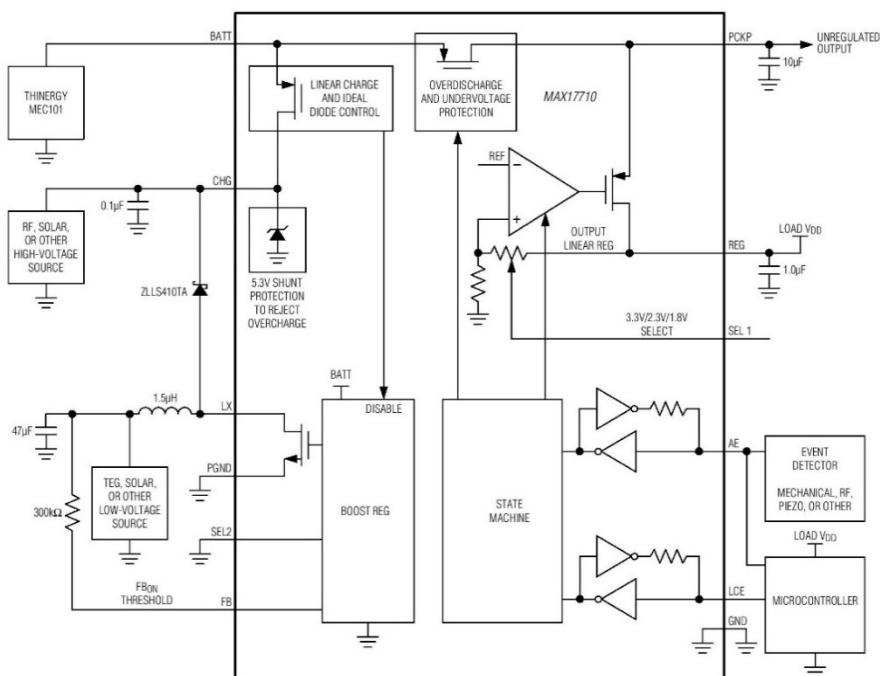 BATT
PCKP
UNREGULATED
OUTPUT
10µF
THINERGY
MEC101
LINEAR CHARGE
AND IDEAL
DIODE CONTROL
OVERDISCHARGE
AND UNDERVOLTAGE
PROTECTION
MAX17710
REF
CHG
0.1µF
RF, SOLAR,
OR OTHER
HIGH-VOLTAGE
SOURCE
ZLLS410TA
5.3V SHUNT
PROTECTION
TO REJECT
OVERCHARGE
OUTPUT
LINEAR REG
REG
LOAD VDD
1.0µF
3.3V/2.3V/1.8V
SELECT
SEL 1
BATT
DISABLE
1.5µH
LX
47µF
PGND
300kΩ
TEG, SOLAR,
OR OTHER
LOW-VOLTAGE
SOURCE
BOOST REG
SEL2
FBON
THRESHOLD
FB
STATE
MACHINE
AE
EVENT
DETECTOR
MECHANICAL, RF,
PIEZO, OR OTHER
LOAD VDD
LCE
MICROCONTROLLER
GND